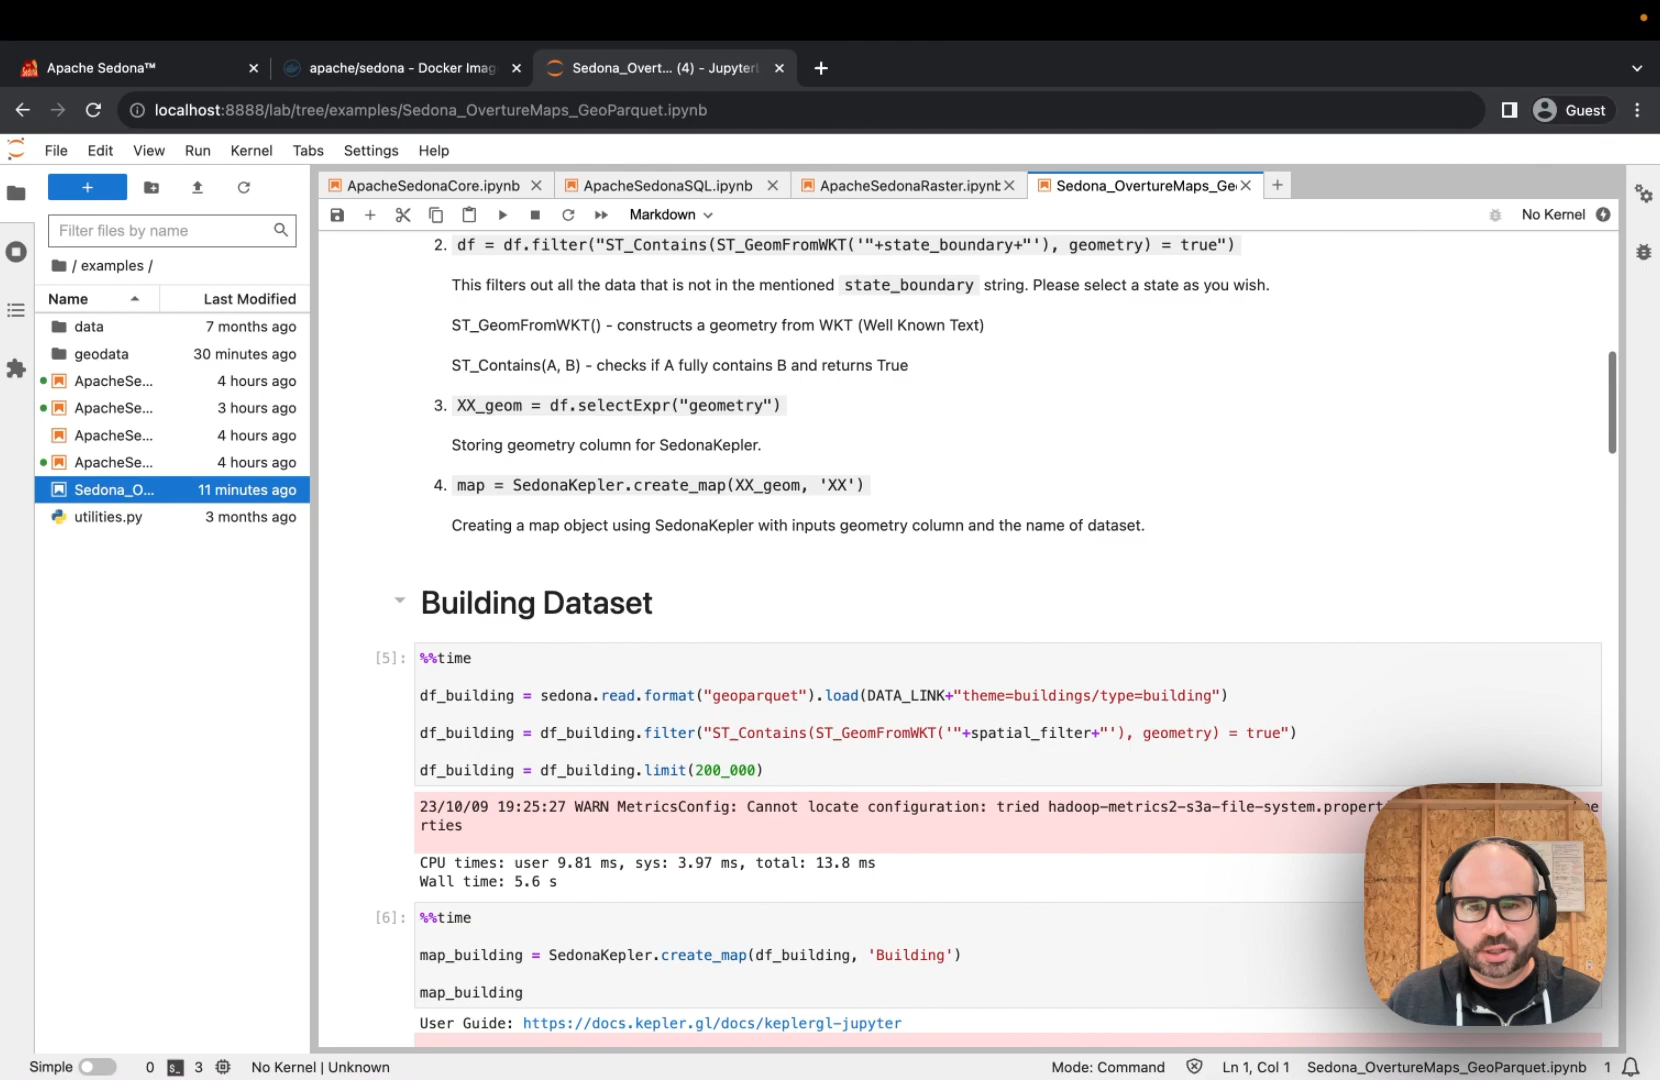 Apache Sedona™
apache/sedona - Docker Imag
Sedona_Overt... (4) - Jupyterl
localhost:8888/lab/tree/examples/Sedona_OvertureMaps_GeoParquet.ipynb
Guest
File Edit View Run Kernel Tabs Settings Help
Filter files by name
/ examples /
Name Last Modified
data 7 months ago
geodata 30 minutes ago
ApacheSe... 4 hours ago
ApacheSe... 3 hours ago
ApacheSe... 4 hours ago
ApacheSe... 4 hours ago
Sedona_O... 11 minutes ago
utilities.py 3 months ago
ApacheSedonaCore.ipynb
ApacheSedonaSQL.ipynb
ApacheSedonaRaster.ipynb
Sedona_OvertureMaps_Ge
Markdown
No Kernel
2. df = df.filter("ST_Contains(ST_GeomFromWKT('"+state_boundary+"'), geometry) = true")
This filters out all the data that is not in the mentioned state_boundary string. Please select a state as you wish.
ST_GeomFromWKT() - constructs a geometry from WKT (Well Known Text)
ST_Contains(A, B) - checks if A fully contains B and returns True
3. XX_geom = df.selectExpr("geometry")
Storing geometry column for SedonaKepler.
4. map = SedonaKepler.create_map(XX_geom, 'XX')
Creating a map object using SedonaKepler with inputs geometry column and the name of dataset.
Building Dataset
[5]: %%time
df_building = sedona.read.format("geoparquet").load(DATA_LINK+"theme=buildings/type=building")
df_building = df_building.filter("ST_Contains(ST_GeomFromWKT('"+spatial_filter+"'), geometry) = true")
df_building = df_building.limit(200_000)
23/10/09 19:25:27 WARN MetricsConfig: Cannot locate configuration: tried hadoop-metrics2-s3a-file-system.propert
rties
CPU times: user 9.81 ms, sys: 3.97 ms, total: 13.8 ms
Wall time: 5.6 s
[6]: %%time
map_building = SedonaKepler.create_map(df_building, 'Building')
map_building
User Guide: https://docs.kepler.gl/docs/keplergl-jupyter
Simple 0 3 No Kernel | Unknown
Mode: Command Ln 1, Col 1 Sedona_OvertureMaps_GeoParquet.ipynb 1